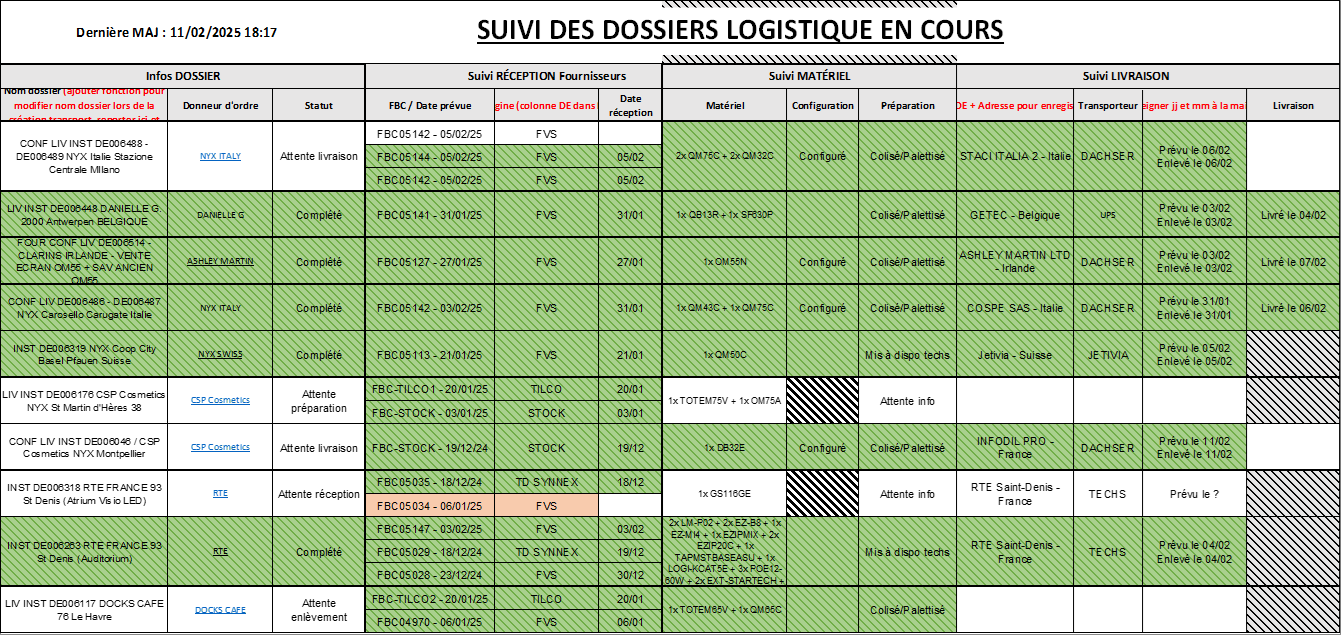 Dernière MAJ : 11/02/2025 18:17
SUIVI DES DOSSIERS LOGISTIQUE EN COURS
Infos DOSSIER
Suivi RÉCEPTION Fournisseurs
Suivi MATÉRIEL
Suivi LIVRAISON
Nom dossier (ajouter fonction pour
modifier nom dossier lors de la
création transport, reporter ici et
Donneur d'ordre
Statut
FBC / Date prévue
gine (colonne DE dans
Date
réception
Matériel
Configuration
Préparation
DE + Adresse pour enregis
Transporteur
eigner jj et mm à la ma
Livraison
CONF LIV INST DE006488 -
DE006489 NYX Italie Stazione
Centrale MIlano
NYX ITALY
Attente livraison
FBC05142 - 05/02/25
FVS
FBC05144 - 05/02/25
FVS
05/02
FBC05142 - 05/02/25
FVS
05/02
2x QM75C + 2x QM32C
Configuré
Colisé/Palettisé
STACI ITALIA 2 - Italie
DACHSER
Prévu le 06/02
Enlevé le 06/02
LIV INST DE006448 DANIELLE G.
2000 Antwerpen BELGIQUE
DANIELLE G
Complété
FBC05141 - 31/01/25
FVS
31/01
1x QB13R + 1x SF630P
Colisé/Palettisé
GETEC - Belgique
UPS
Prévu le 03/02
Enlevé le 03/02
Livré le 04/02
FOUR CONF LIV DE006514 -
CLARINS IRLANDE - VENTE
ECRAN OM55 + SAV ANCIEN
OM55
ASHLEY MARTIN
Complété
FBC05127 - 27/01/25
FVS
27/01
1x OM55N
Configuré
Colisé/Palettisé
ASHLEY MARTIN LTD
- Irlande
DACHSER
Prévu le 03/02
Enlevé le 03/02
Livré le 07/02
CONF LIV DE006486 - DE006487
NYX Carosello Carugate Italie
NYX ITALY
Complété
FBC05142 - 03/02/25
FVS
31/01
1x QM43C + 1x QM75C
Configuré
Colisé/Palettisé
COSPE SAS - Italie
DACHSER
Prévu le 31/01
Enlevé le 31/01
Livré le 06/02
INST DE006319 NYX Coop City
Basel Pfauen Suisse
NYX SWISS
Complété
FBC05113 - 21/01/25
FVS
21/01
1x QM50C
Mis à dispo techs
Jetivia - Suisse
JETIVIA
Prévu le 05/02
Enlevé le 05/02
LIV INST DE006176 CSP Cosmetics
NYX St Martin d'Hères 38
CSP Cosmetics
Attente
préparation
FBC-TILCO1 - 20/01/25
TILCO
20/01
FBC-STOCK - 03/01/25
STOCK
03/01
1x TOTEM75V + 1x OM75A
Attente info
CONF LIV INST DE006046 / CSP
Cosmetics NYX Montpellier
CSP Cosmetics
Attente livraison
FBC-STOCK - 19/12/24
STOCK
19/12
1x DB32E
Configuré
Colisé/Palettisé
INFODIL PRO -
France
DACHSER
Prévu le 11/02
Enlevé le 11/02
INST DE006318 RTE FRANCE 93
St Denis (Atrium Visio LED)
RTE
Attente réception
FBC05035 - 18/12/24
TD SYNNEX
18/12
FBC05034 - 06/01/25
FVS
1x GS116GE
Attente info
RTE Saint-Denis -
France
TECHS
Prévu le ?
INST DE006263 RTE FRANCE 93
St Denis (Auditorium)
RTE
Complété
FBC05147 - 03/02/25
FVS
03/02
FBC05029 - 18/12/24
TD SYNNEX
19/12
FBC05028 - 23/12/24
FVS
30/12
2x LM-P02 + 2x EZ-B8 + 1x
EZ-MI4 + 1x EZIPMIX + 2x
EZIP20C + 1x
TAPMSTBASEASU + 1x
LOGI-KCAT5E + 3x POE12-
60W + 2x EXT-STARTECH +
Mis à dispo techs
RTE Saint-Denis -
France
TECHS
Prévu le 04/02
Enlevé le 04/02
LIV INST DE006117 DOCKS CAFE
76 Le Havre
DOCKS CAFE
Attente
enlèvement
FBC-TILCO2 - 20/01/25
TILCO
20/01
FBC04970 - 06/01/25
FVS
06/01
1x TOTEM65V + 1x QM65C
Colisé/Palettisé